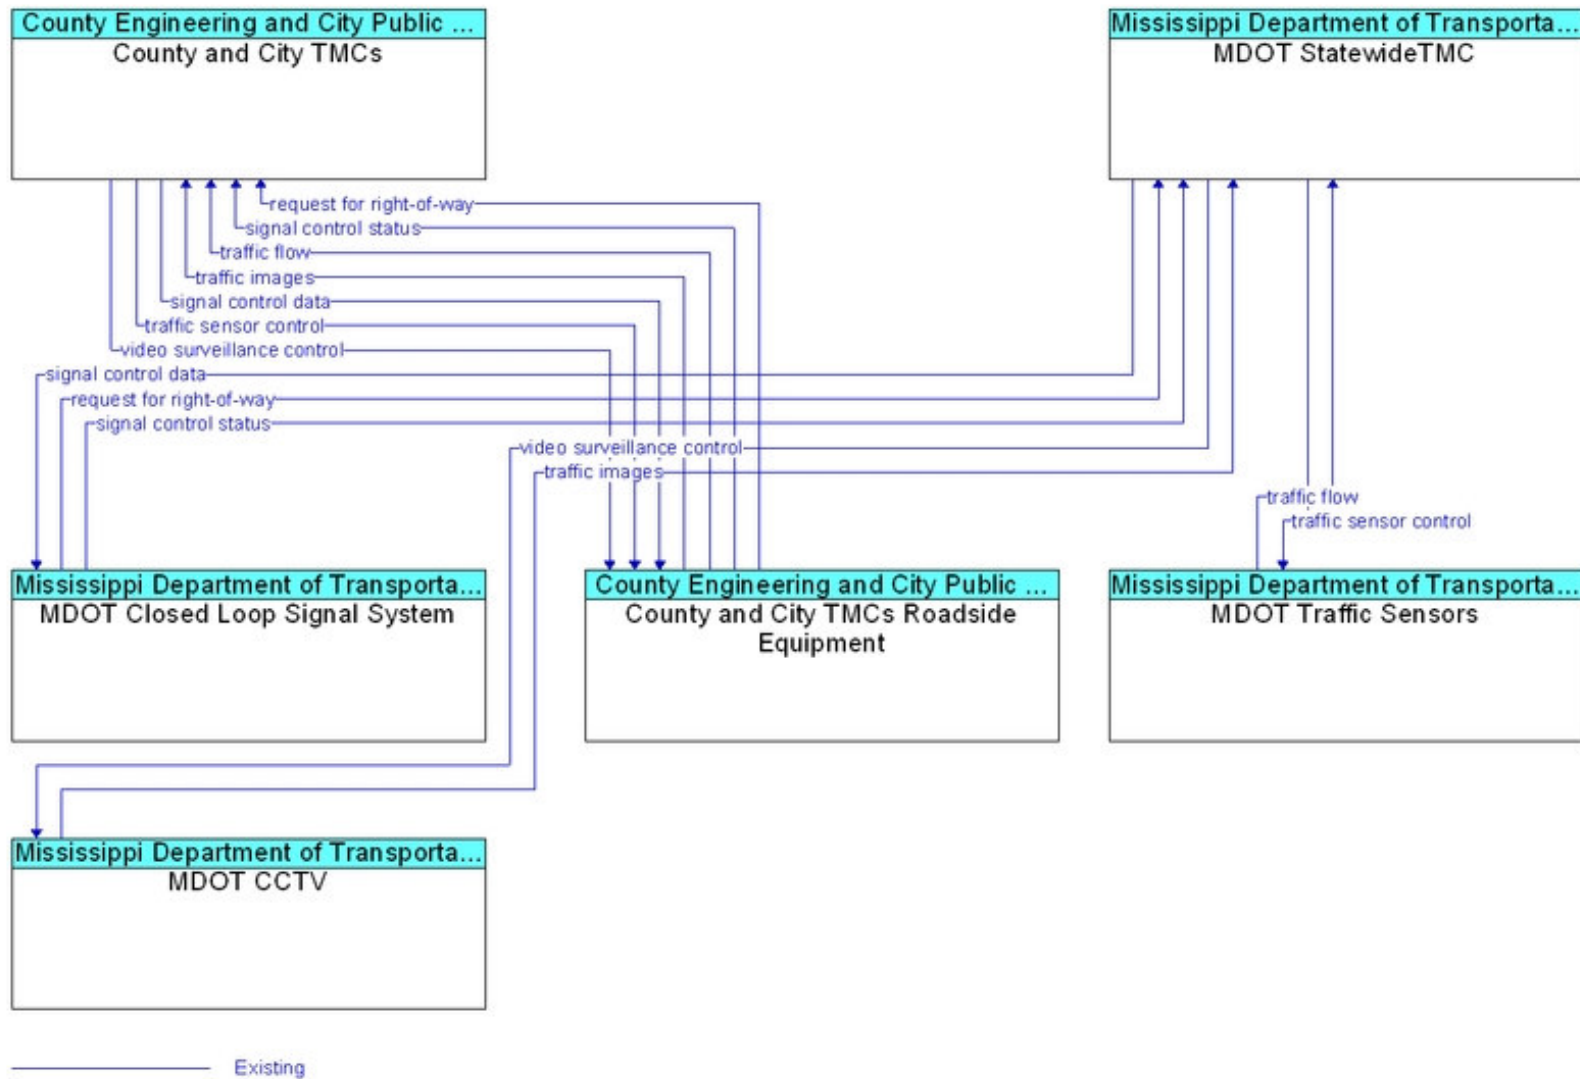 County Engineering and City Public ...
County and City TMCs
Mississippi Department of Transporta...
MDOT StatewideTMC
request for right-of-way
signal control status
traffic flow
traffic images
signal control data
traffic sensor control
video surveillance control
signal control data
request for right-of-way
signal control status
video surveillance control
traffic images
traffic flow
traffic sensor control
Mississippi Department of Transporta...
MDOT Closed Loop Signal System
County Engineering and City Public ...
County and City TMCs Roadside
Equipment
Mississippi Department of Transporta...
MDOT Traffic Sensors
Mississippi Department of Transporta...
MDOT CCTV
Existing